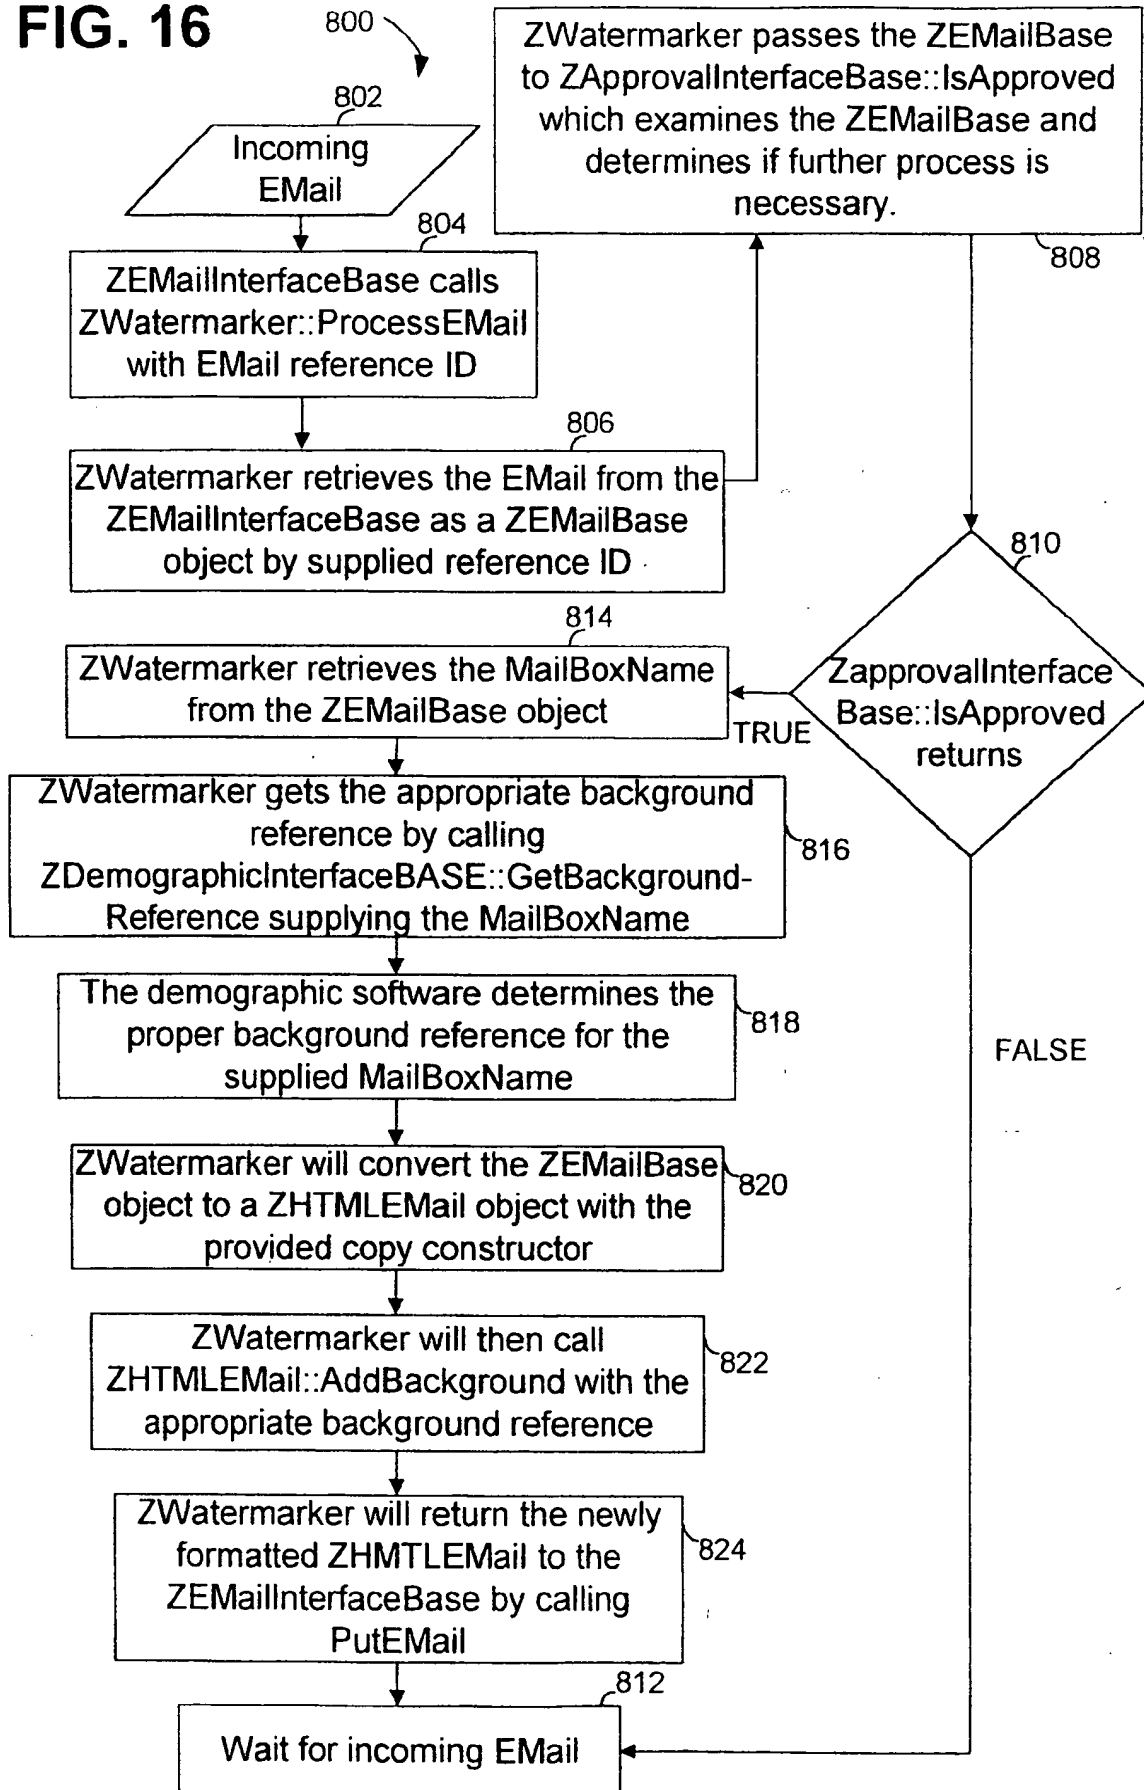 FIG. 16
800
802
Incoming
EMail
804
ZEMailInterfaceBase calls
ZWatermarker::ProcessEMail
with EMail reference ID
806
ZWatermarker retrieves the EMail from the
ZEMailInterfaceBase as a ZEMailBase
object by supplied reference ID
ZWatermarker passes the ZEMailBase
to ZApprovalInterfaceBase::IsApproved
which examines the ZEMailBase and
determines if further process is
necessary.
808
810
ZapprovalInterface
Base::IsApproved
returns
TRUE
FALSE
814
ZWatermarker retrieves the MailBoxName
from the ZEMailBase object
ZWatermarker gets the appropriate background
reference by calling
ZDemographicInterfaceBASE::GetBackground-
Reference supplying the MailBoxName
816
The demographic software determines the
proper background reference for the
supplied MailBoxName
818
ZWatermarker will convert the ZEMailBase
object to a ZHTMLEMail object with the
provided copy constructor
820
ZWatermarker will then call
ZHTMLEMail::AddBackground with the
appropriate background reference
822
ZWatermarker will return the newly
formatted ZHMTLEMail to the
ZEMailInterfaceBase by calling
PutEMail
824
812
Wait for incoming EMail